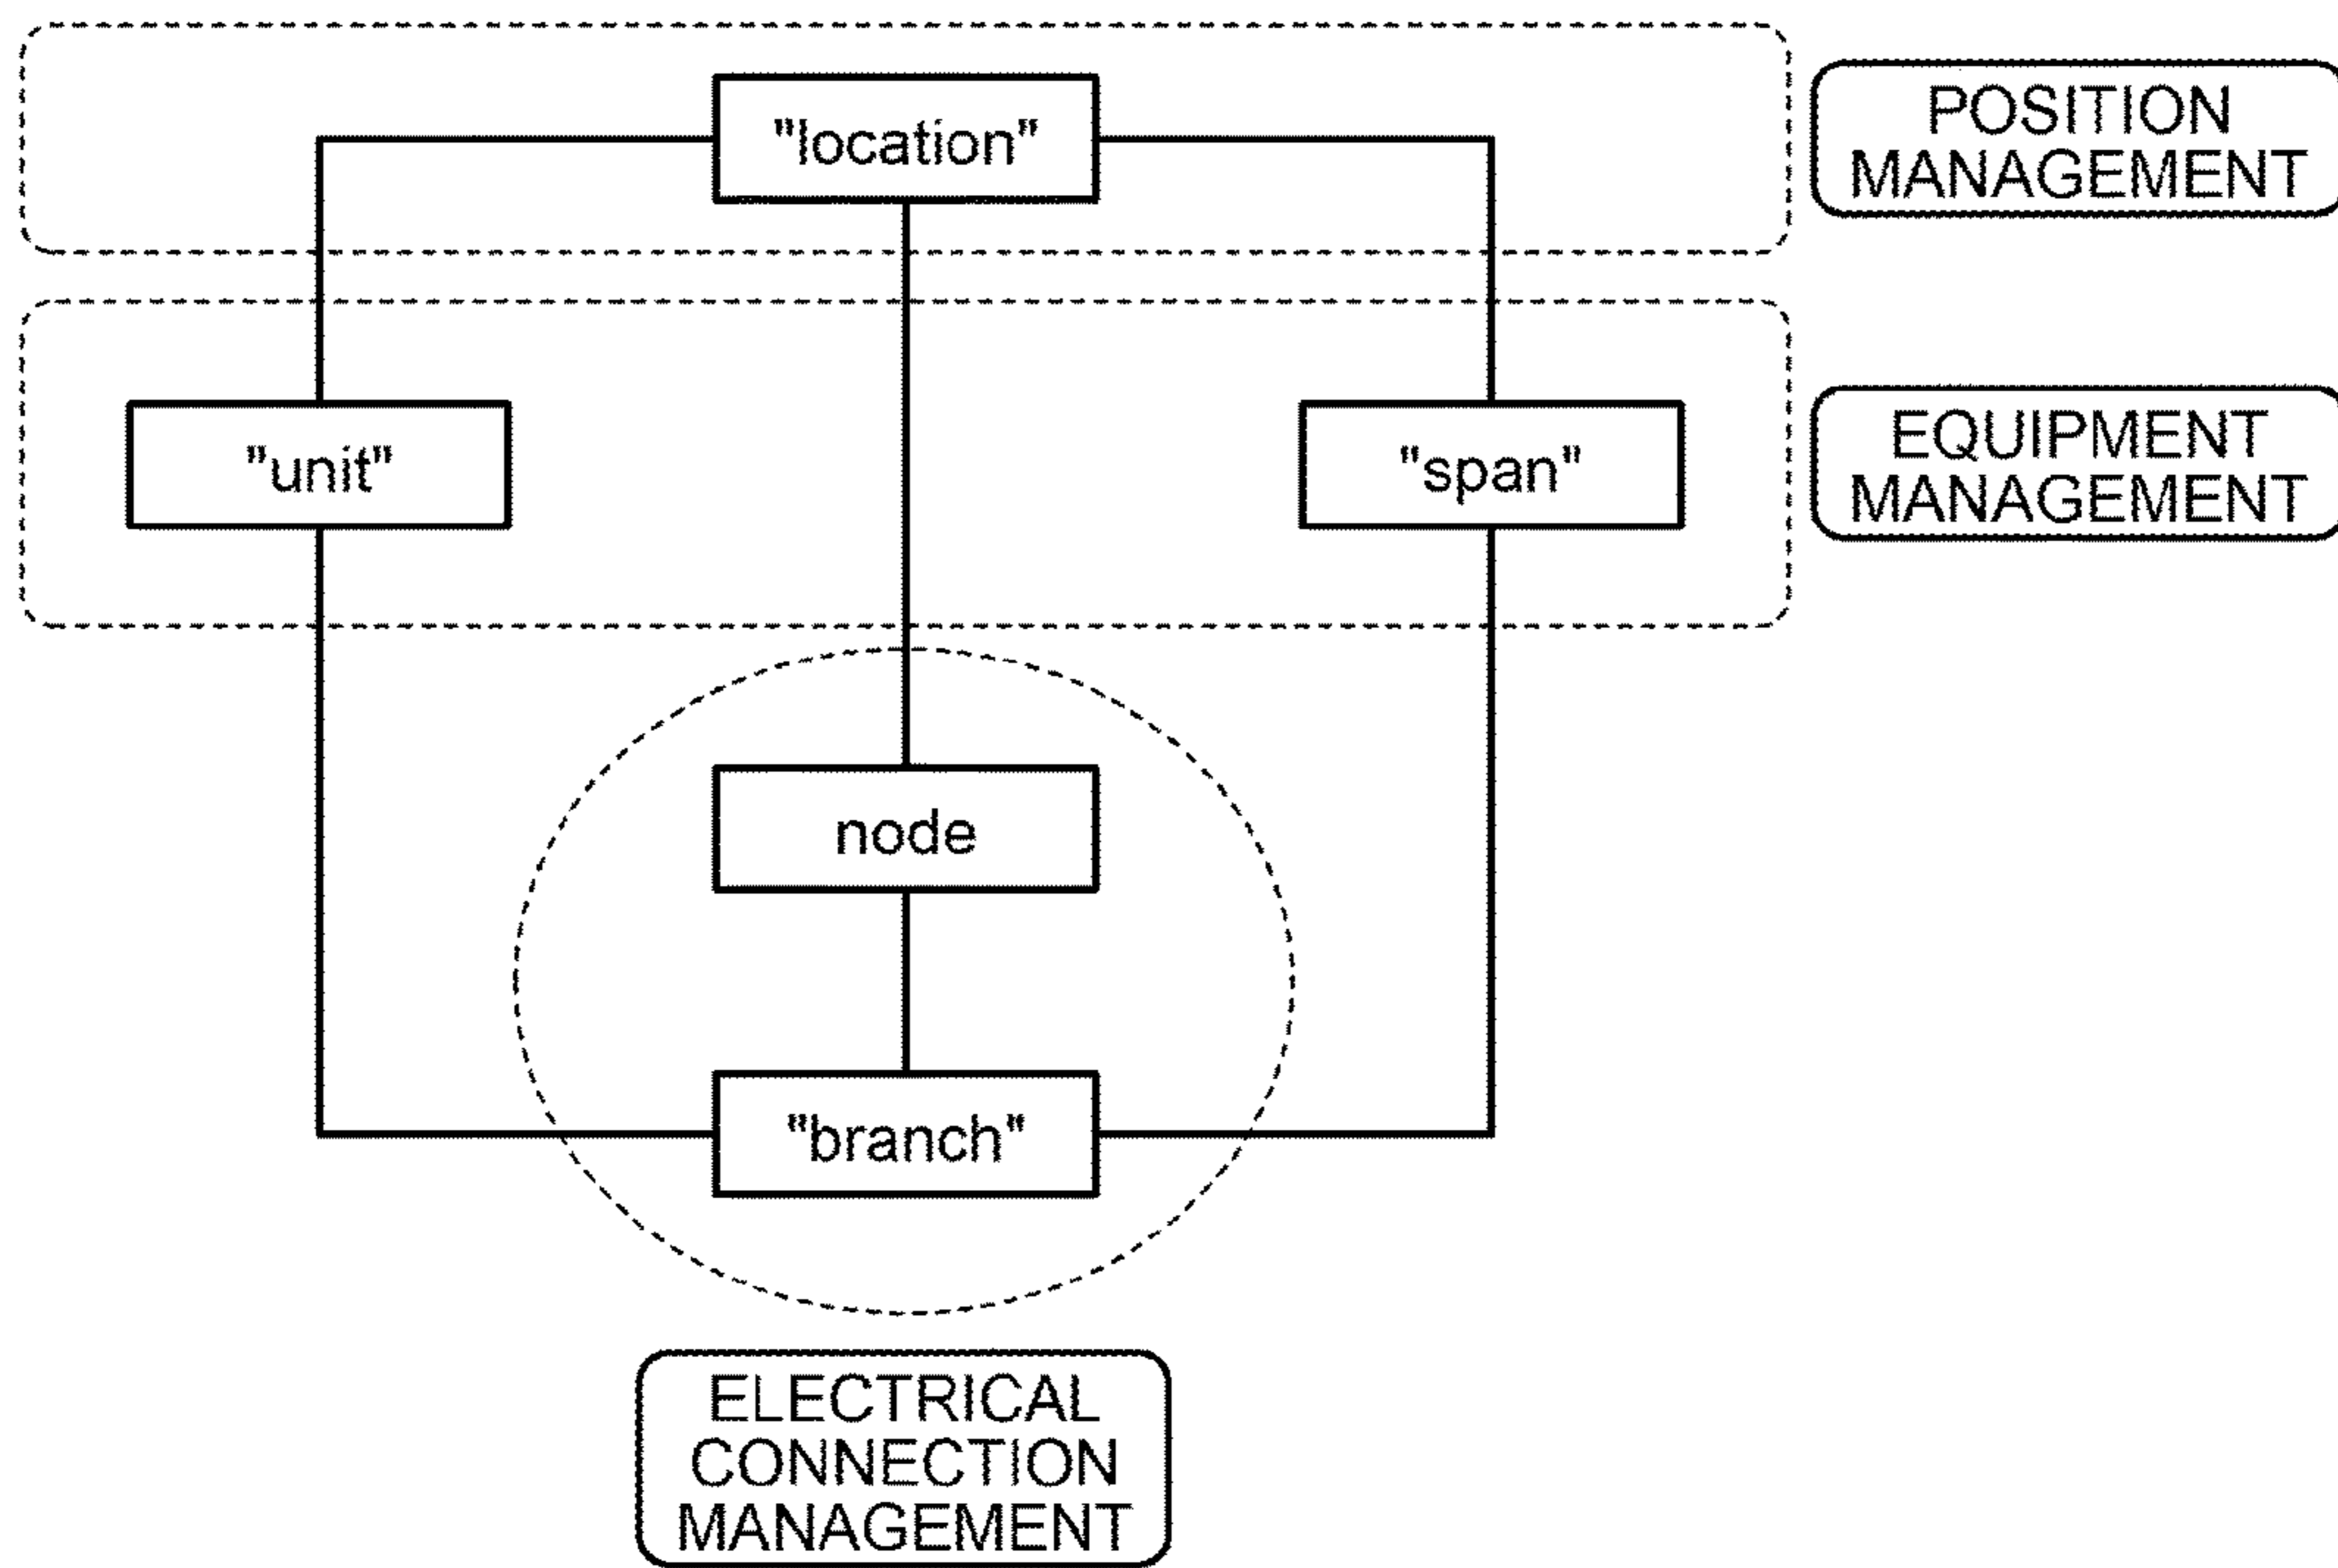 "location"
POSITION
MANAGEMENT
"unit"
"span"
EQUIPMENT
MANAGEMENT
node
"branch"
ELECTRICAL
CONNECTION
MANAGEMENT